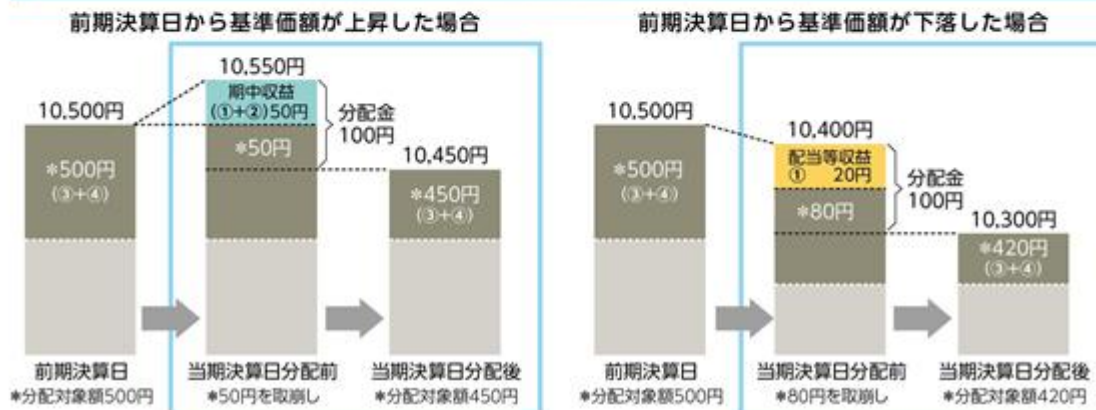 前期決算日から基準価額が上昇した場合
10,500円
*500円
(③+④)
10,550円
期中収益
(①+②)50円
*50円
分配金
100円
10,450円
*450円
(③+④)
前期決算日
*分配対象額500円
当期決算日分配前
*50円を取崩し
当期決算日分配後
*分配対象額450円
前期決算日から基準価額が下落した場合
10,500円
*500円
(③+④)
10,400円
配当等収益
① 20円
*80円
分配金
100円
10,300円
*420円
(③+④)
前期決算日
*分配対象額500円
当期決算日分配前
*80円を取崩し
当期決算日分配後
*分配対象額420円